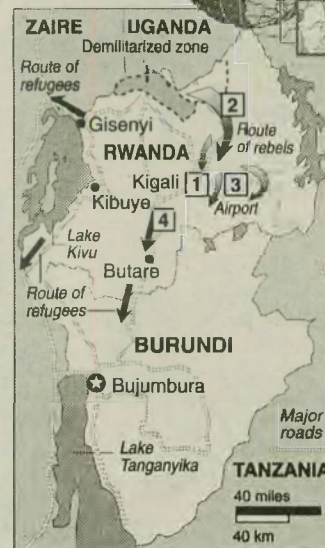 ZAIRE
UGANDA
Demilitarized zone
Route of
refugees
2
Gisenyi
Route
of rebels
RWANDA
Kigali
1
3
Airport
Kibuye
4
Lake
Kivu
Butare
Route of
refugees
BURUNDI
Bujumbura
Major
roads
Lake
Tanganyika
TANZANIA
40 miles
40 km